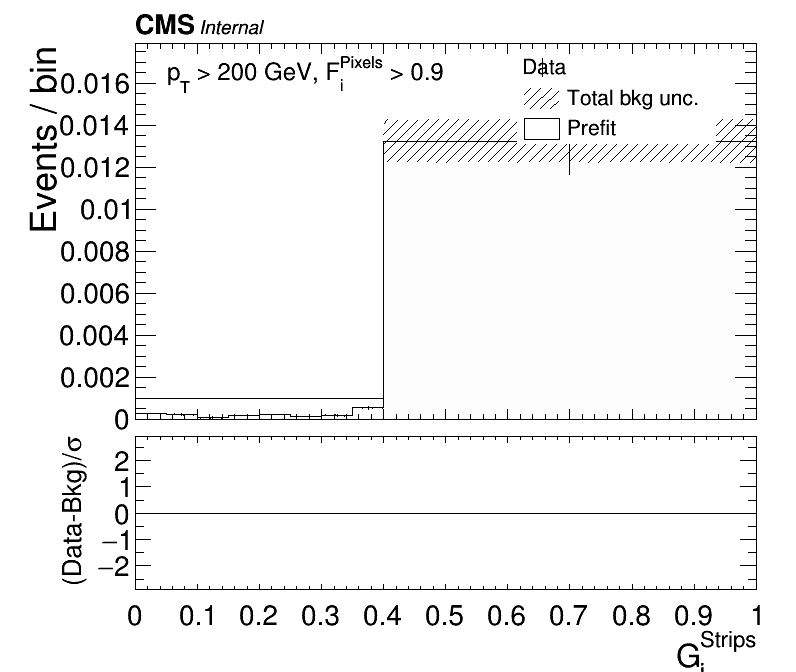 CMS Internal
Events / bin
p_T > 200 GeV, F_i^Pixels > 0.9
Data
Total bkg unc.
Prefit
0.016
0.014
0.012
0.01
0.008
0.006
0.004
0.002
0
(Data-Bkg)/σ
2
1
0
−1
−2
0 0.1 0.2 0.3 0.4 0.5 0.6 0.7 0.8 0.9 1
G_i^Strips